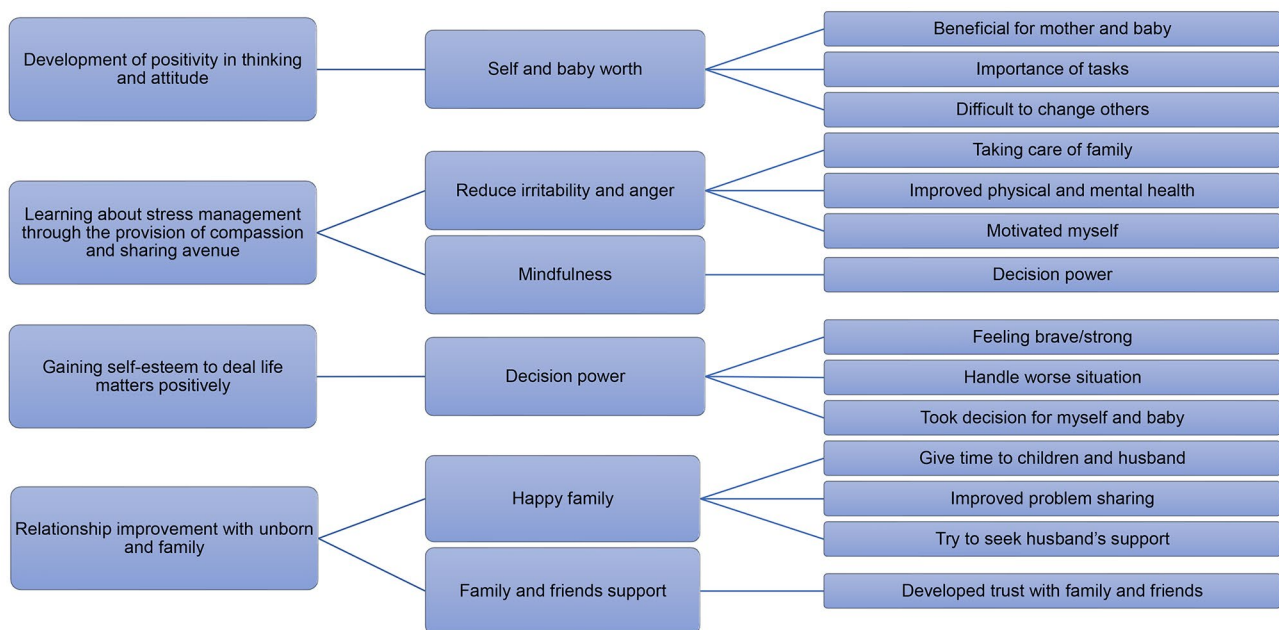 Development of positivity in thinking
and attitude
Self and baby worth
Beneficial for mother and baby
Importance of tasks
Difficult to change others
Learning about stress management
through the provision of compassion
and sharing avenue
Reduce irritability and anger
Taking care of family
Improved physical and mental health
Motivated myself
Mindfulness
Decision power
Gaining self-esteem to deal life
matters positively
Decision power
Feeling brave/strong
Handle worse situation
Took decision for myself and baby
Relationship improvement with unborn
and family
Happy family
Give time to children and husband
Improved problem sharing
Try to seek husband’s support
Family and friends support
Developed trust with family and friends